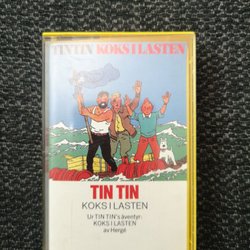 TINTIN KOKS I LASTEN
TIN TIN
KOKS I LASTEN
Ur TIN TIN's äventyr:
KOKS I LASTEN
av Hergé